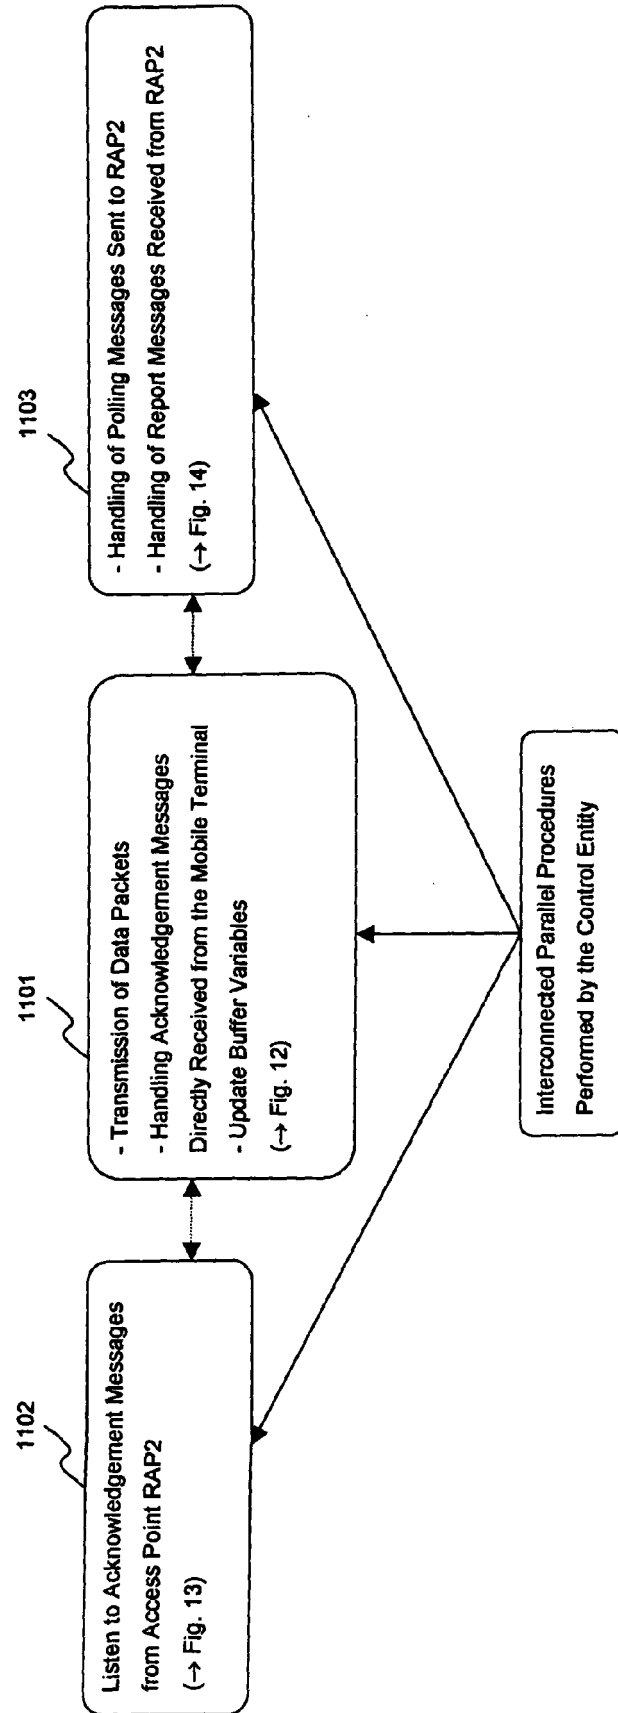 1102
Listen to Acknowledgement Messages
from Access Point RAP2
(→ Fig. 13)
1101
- Transmission of Data Packets
- Handling Acknowledgement Messages
Directly Received from the Mobile Terminal
- Update Buffer Variables
(→ Fig. 12)
1103
- Handling of Polling Messages Sent to RAP2
- Handling of Report Messages Received from RAP2
(→ Fig. 14)
Interconnected Parallel Procedures
Performed by the Control Entity